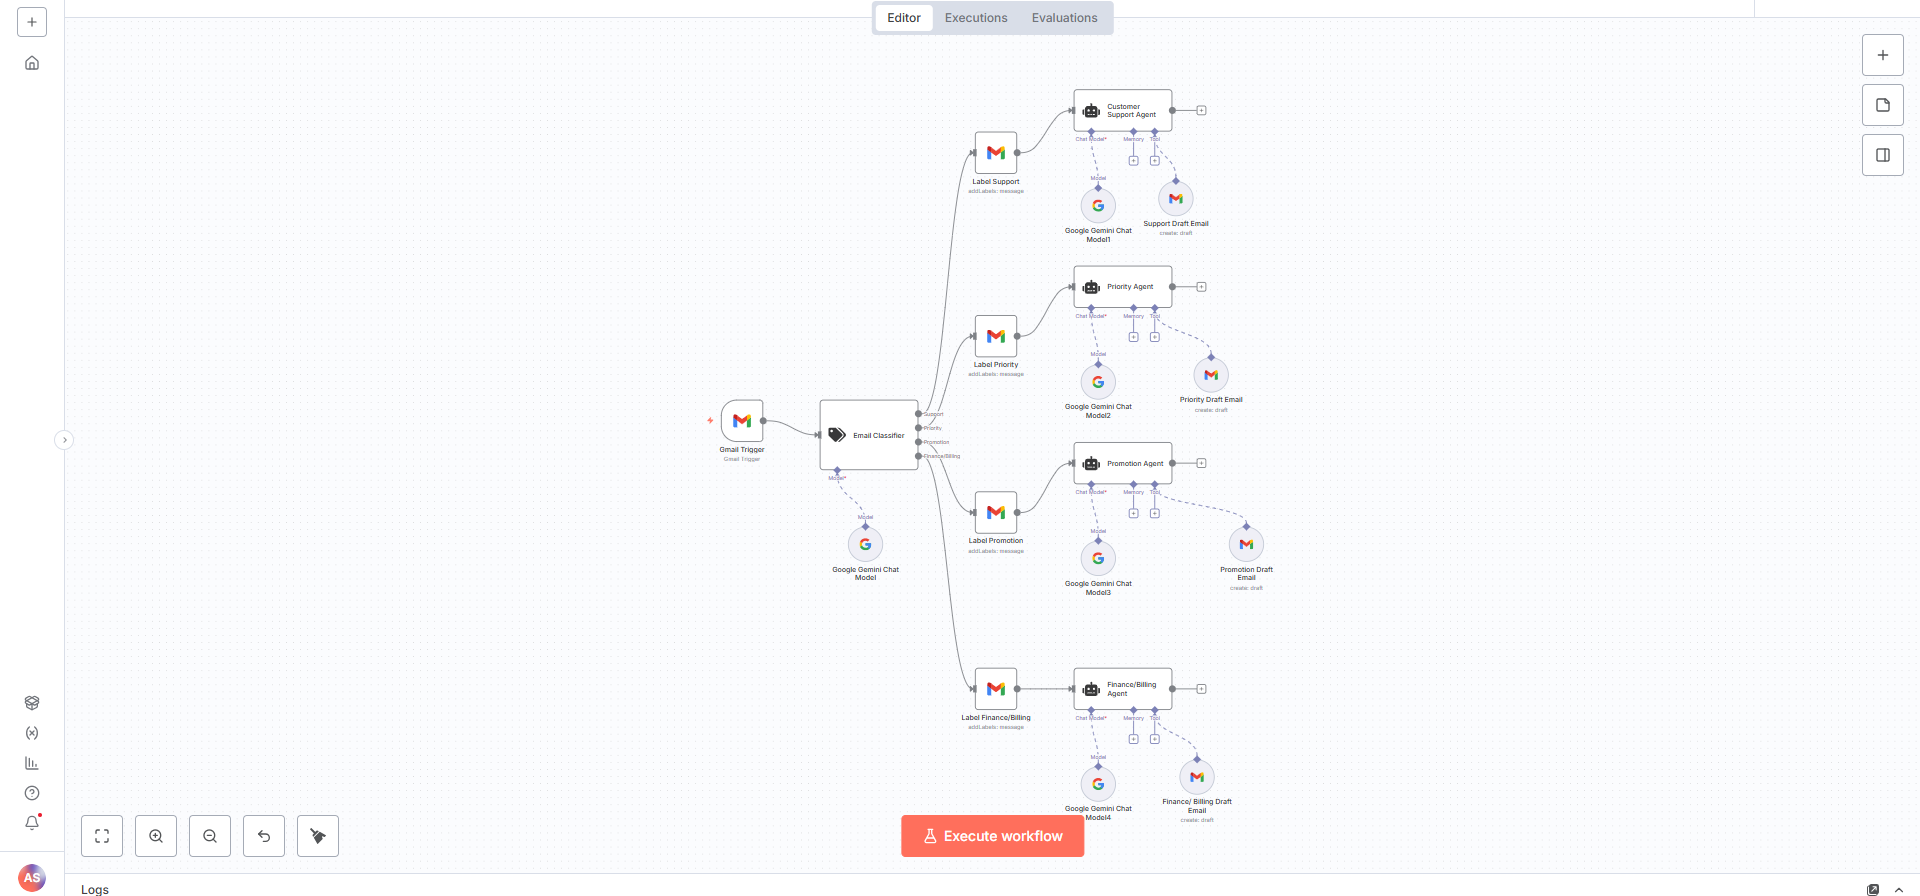 Editor
Executions
Evaluations
Customer
Support Agent
Chat Model*
Memory
Tool
Label Support
addLabels: message
Model
Google Gemini Chat
Model1
Support Draft Email
create: draft
Priority Agent
Chat Model*
Memory
Tool
Label Priority
addLabels: message
Model
Google Gemini Chat
Model2
Priority Draft Email
create: draft
Gmail Trigger
Gmail Trigger
Email Classifier
Support
Priority
Promotion
Finance/Billing
Model*
Model
Google Gemini Chat
Model
Promotion Agent
Chat Model*
Memory
Tool
Label Promotion
addLabels: message
Model
Google Gemini Chat
Model3
Promotion Draft
Email
create: draft
Finance/Billing
Agent
Chat Model*
Memory
Tool
Label Finance/Billing
addLabels: message
Model
Google Gemini Chat
Model4
Finance/ Billing Draft
Email
create: draft
Execute workflow
AS
Logs